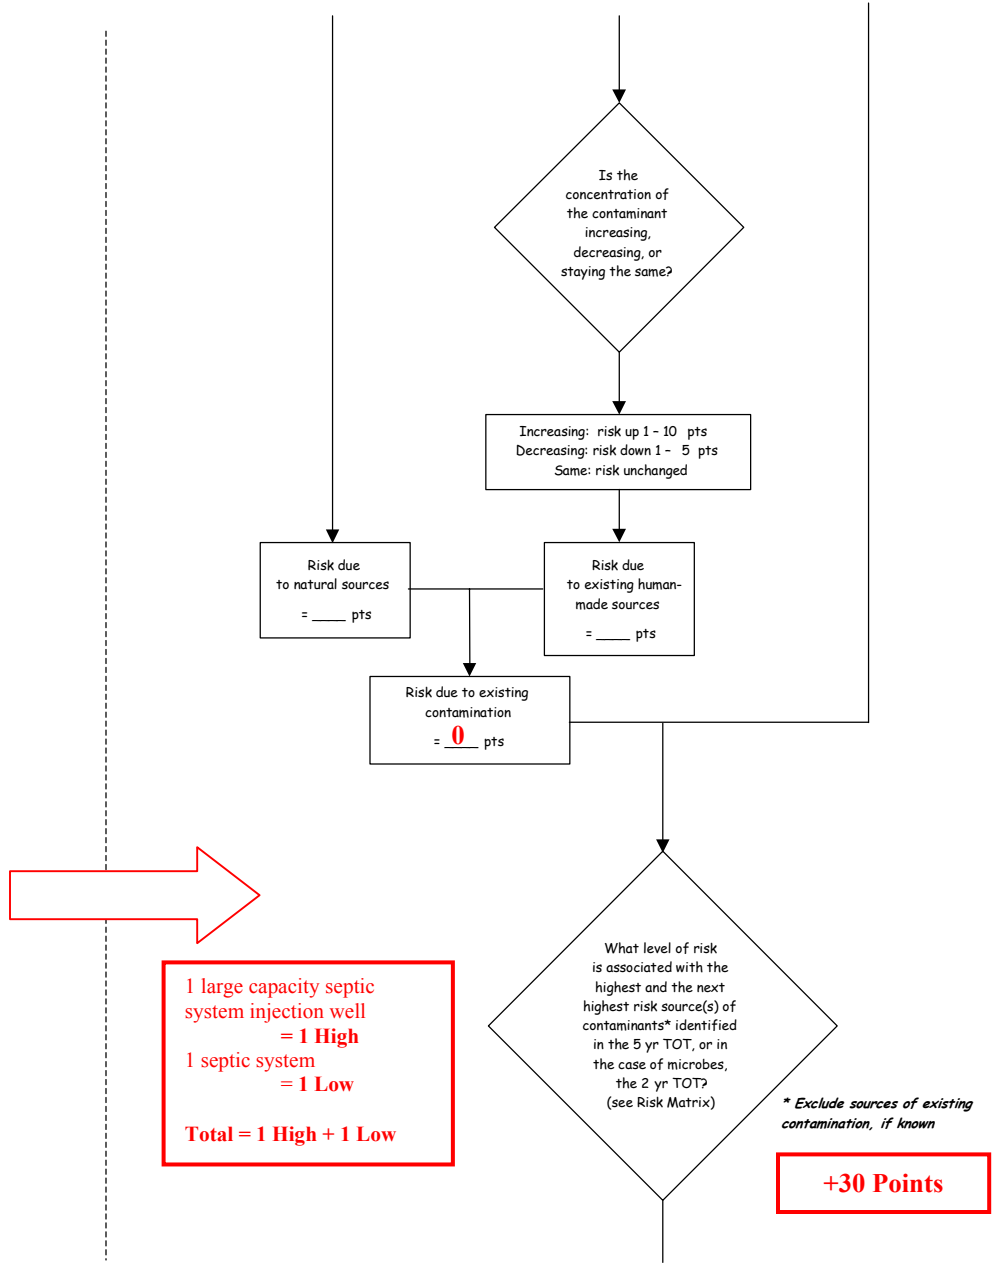 Is the
concentration of
the contaminant
increasing,
decreasing, or
staying the same?
Increasing: risk up 1 – 10 pts
Decreasing: risk down 1 – 5 pts
Same: risk unchanged
Risk due
to natural sources
= ____ pts
Risk due
to existing human-
made sources
= ____ pts
Risk due to existing
contamination
= __0__ pts
What level of risk
is associated with the
highest and the next
highest risk source(s) of
contaminants* identified
in the 5 yr TOT, or in
the case of microbes,
the 2 yr TOT?
(see Risk Matrix)
1 large capacity septic
system injection well
= 1 High
1 septic system
= 1 Low
Total = 1 High + 1 Low
* Exclude sources of existing
contamination, if known
+30 Points